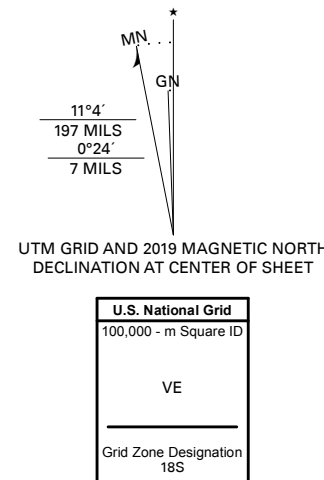 ★
MN
GN
11°4´
197 MILS
0°24´
7 MILS
UTM GRID AND 2019 MAGNETIC NORTH
DECLINATION AT CENTER OF SHEET
U.S. National Grid
100,000 - m Square ID
VE
Grid Zone Designation
18S